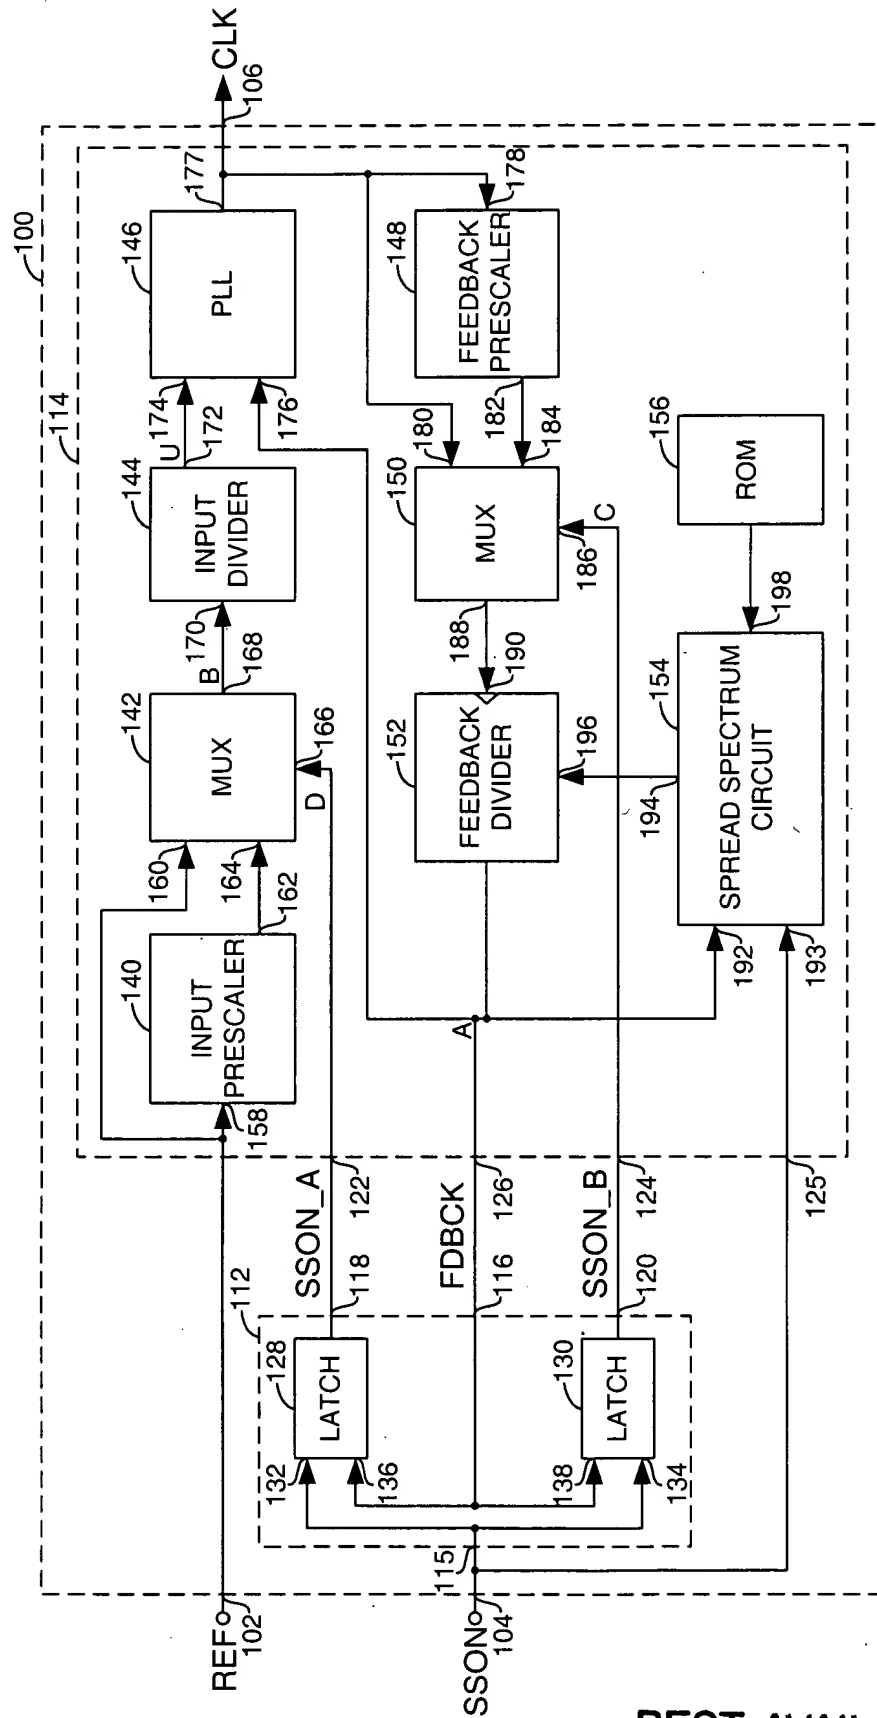 100
114
REF
102
158
140
INPUT
PRESCALER
160
164
162
142
MUX
D
166
B
168
170
144
INPUT
DIVIDER
U
172
174
176
146
PLL
177
106
CLK
112
128
LATCH
132
136
118
SSON_A
122
FDBCK
116
126
A
130
LATCH
138
134
120
SSON_B
124
SSON
104
115
125
152
FEEDBACK
DIVIDER
196
188
190
150
MUX
186
C
180
182
184
148
FEEDBACK
PRESCALER
178
192
193
194
154
SPREAD SPECTRUM
CIRCUIT
198
156
ROM